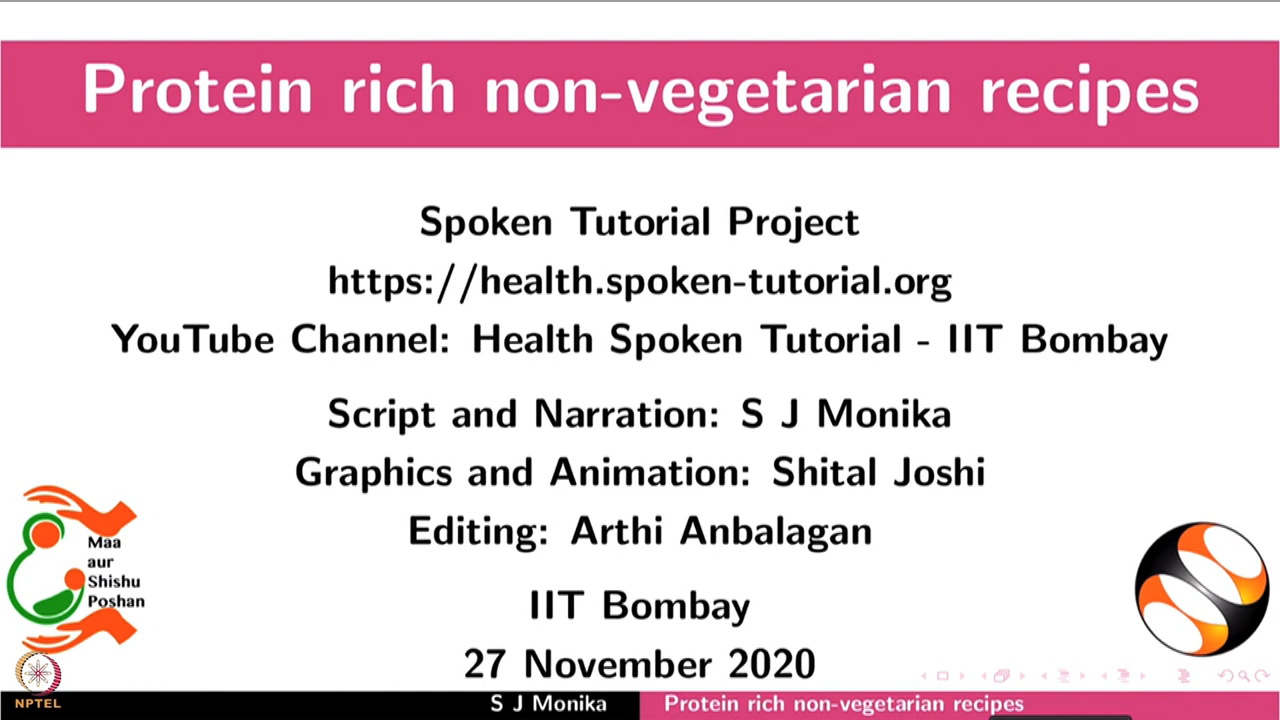 Protein rich non-vegetarian recipes
Spoken Tutorial Project
https://health.spoken-tutorial.org
YouTube Channel: Health Spoken Tutorial - IIT Bombay
Script and Narration: S J Monika
Graphics and Animation: Shital Joshi
Editing: Arthi Anbalagan
IIT Bombay
27 November 2020
Maa
aur
Shishu
Poshan
NPTEL
S J Monika
Protein rich non-vegetarian recipes